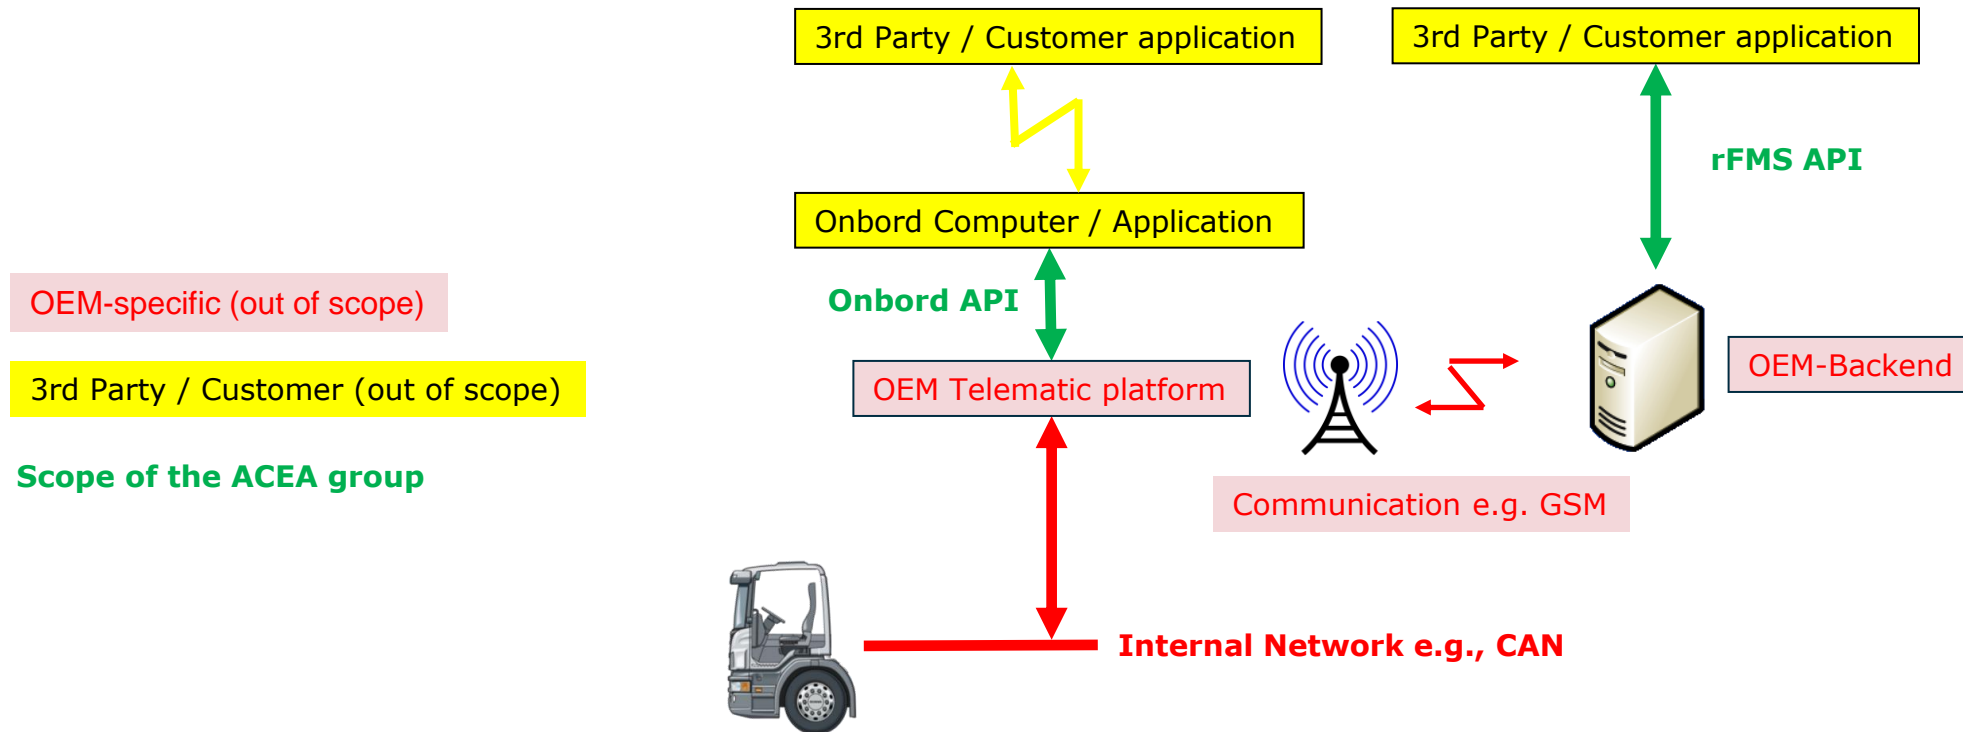 3rd Party / Customer application
3rd Party / Customer application
rFMS API
Onbord Computer / Application
OEM-specific (out of scope)
Onbord API
3rd Party / Customer (out of scope)
OEM Telematic platform
OEM-Backend
Scope of the ACEA group
Communication e.g. GSM
Internal Network e.g., CAN